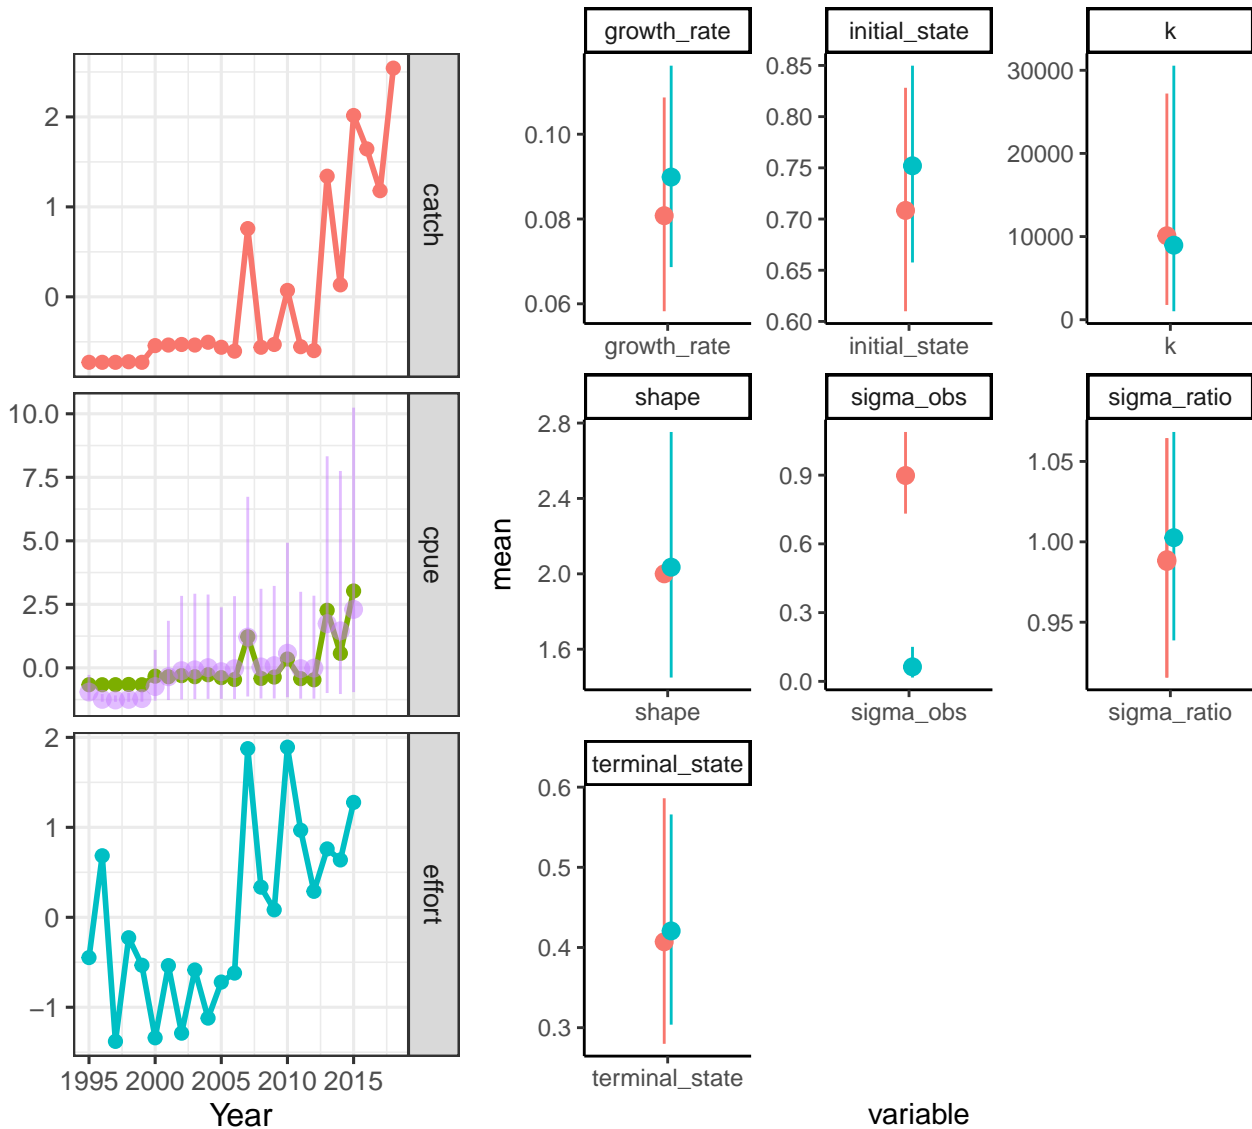 2
1
0
catch
10.0
7.5
5.0
2.5
0.0
cpue
2
1
0
−1
effort
1995 2000 2005 2010 2015
Year
mean
growth_rate
0.10
0.08
0.06
growth_rate
initial_state
0.85
0.80
0.75
0.70
0.65
0.60
initial_state
k
30000
20000
10000
0
k
shape
2.8
2.4
2.0
1.6
shape
sigma_obs
0.9
0.6
0.3
0.0
sigma_obs
sigma_ratio
1.05
1.00
0.95
sigma_ratio
terminal_state
0.6
0.5
0.4
0.3
terminal_state
variable